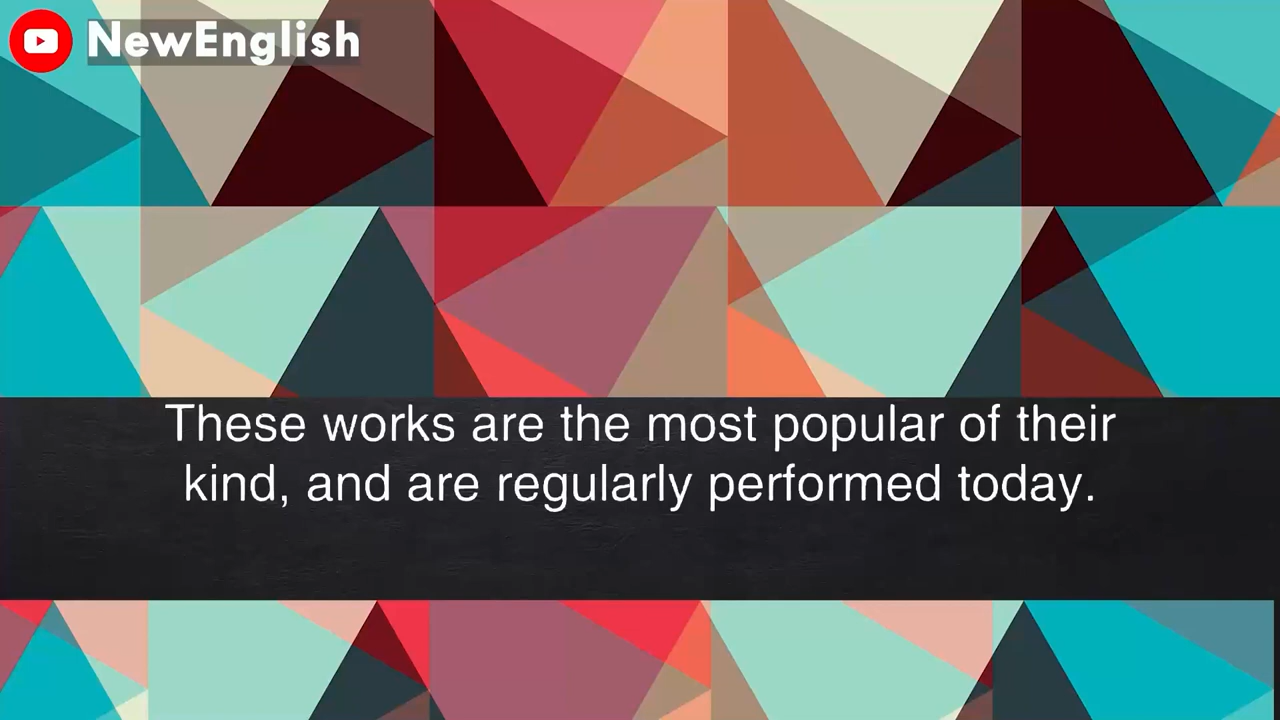 NewEnglish
These works are the most popular of their
kind, and are regularly performed today.